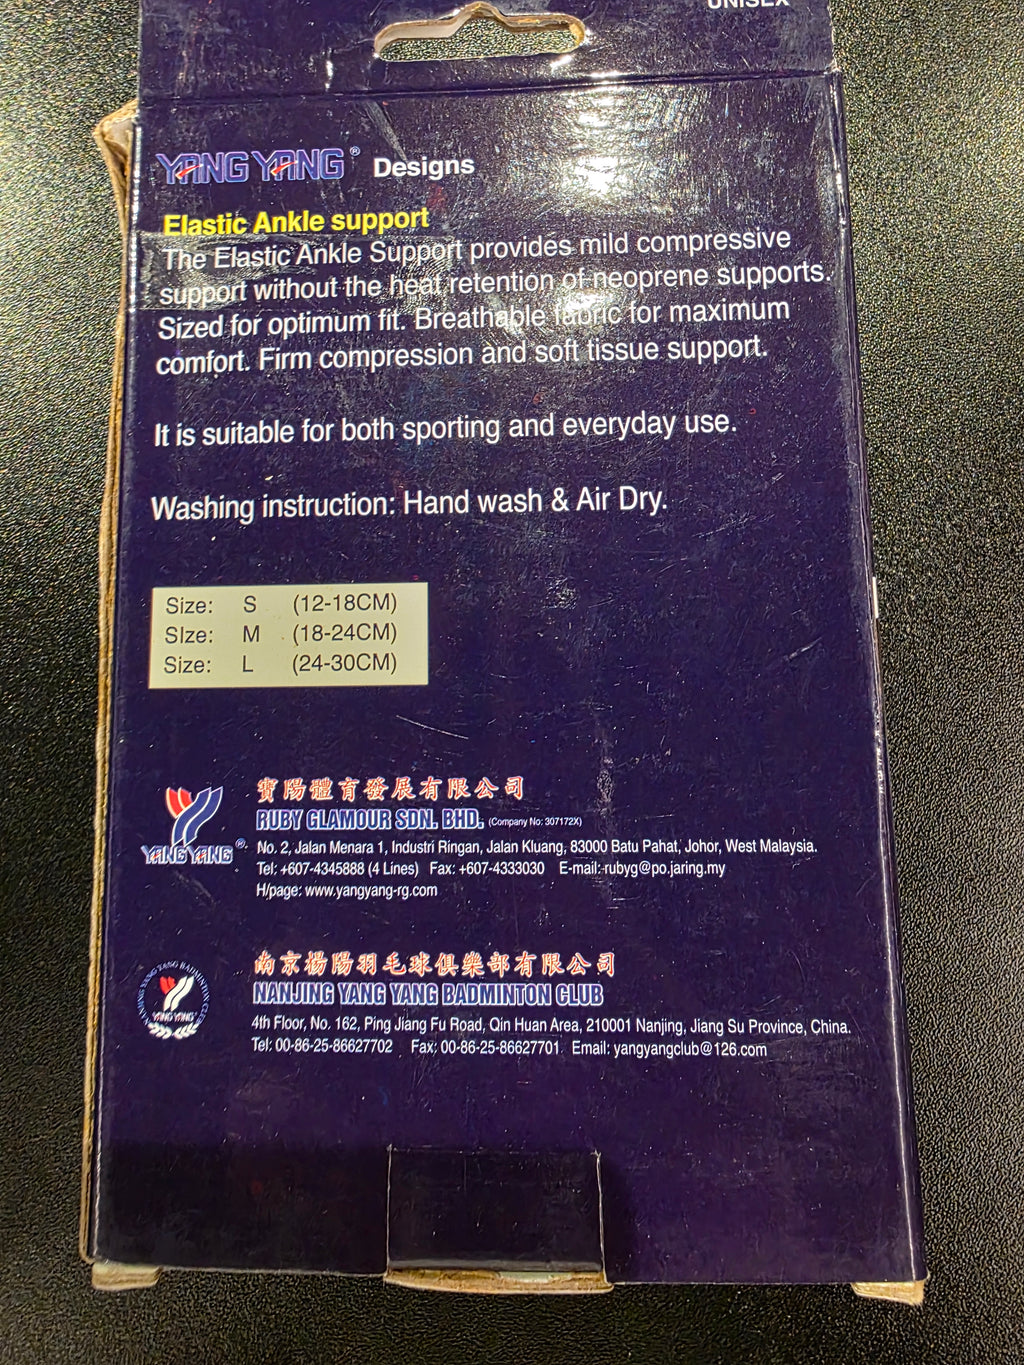 UNISEX
YANG YANG® Designs
Elastic Ankle support
The Elastic Ankle Support provides mild compressive
support without the heat retention of neoprene supports.
Sized for optimum fit. Breathable fabric for maximum
comfort. Firm compression and soft tissue support.
It is suitable for both sporting and everyday use.
Washing instruction: Hand wash & Air Dry.
Size: S (12-18CM)
SIze: M (18-24CM)
Size: L (24-30CM)
寶陽體育發展有限公司
RUBY GLAMOUR SDN. BHD. (Company No: 307172X)
YANG YANG®
No. 2, Jalan Menara 1, Industri Ringan, Jalan Kluang, 83000 Batu Pahat, Johor, West Malaysia.
Tel: +607-4345888 (4 Lines) Fax: +607-4333030 E-mail: rubyg@po.jaring.my
H/page: www.yangyang-rg.com
南京楊陽羽毛球俱樂部有限公司
NANJING YANG YANG BADMINTON CLUB
NANJING YANG YANG BADMINTON CLUB
YANG YANG
4th Floor, No. 162, Ping Jiang Fu Road, Qin Huan Area, 210001 Nanjing, Jiang Su Province, China.
Tel: 00-86-25-86627702 Fax: 00-86-25-86627701 Email: yangyangclub@126.com